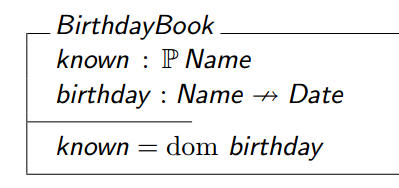 BirthdayBook
known : ℙ Name
birthday : Name ⇸ Date
known = dom birthday